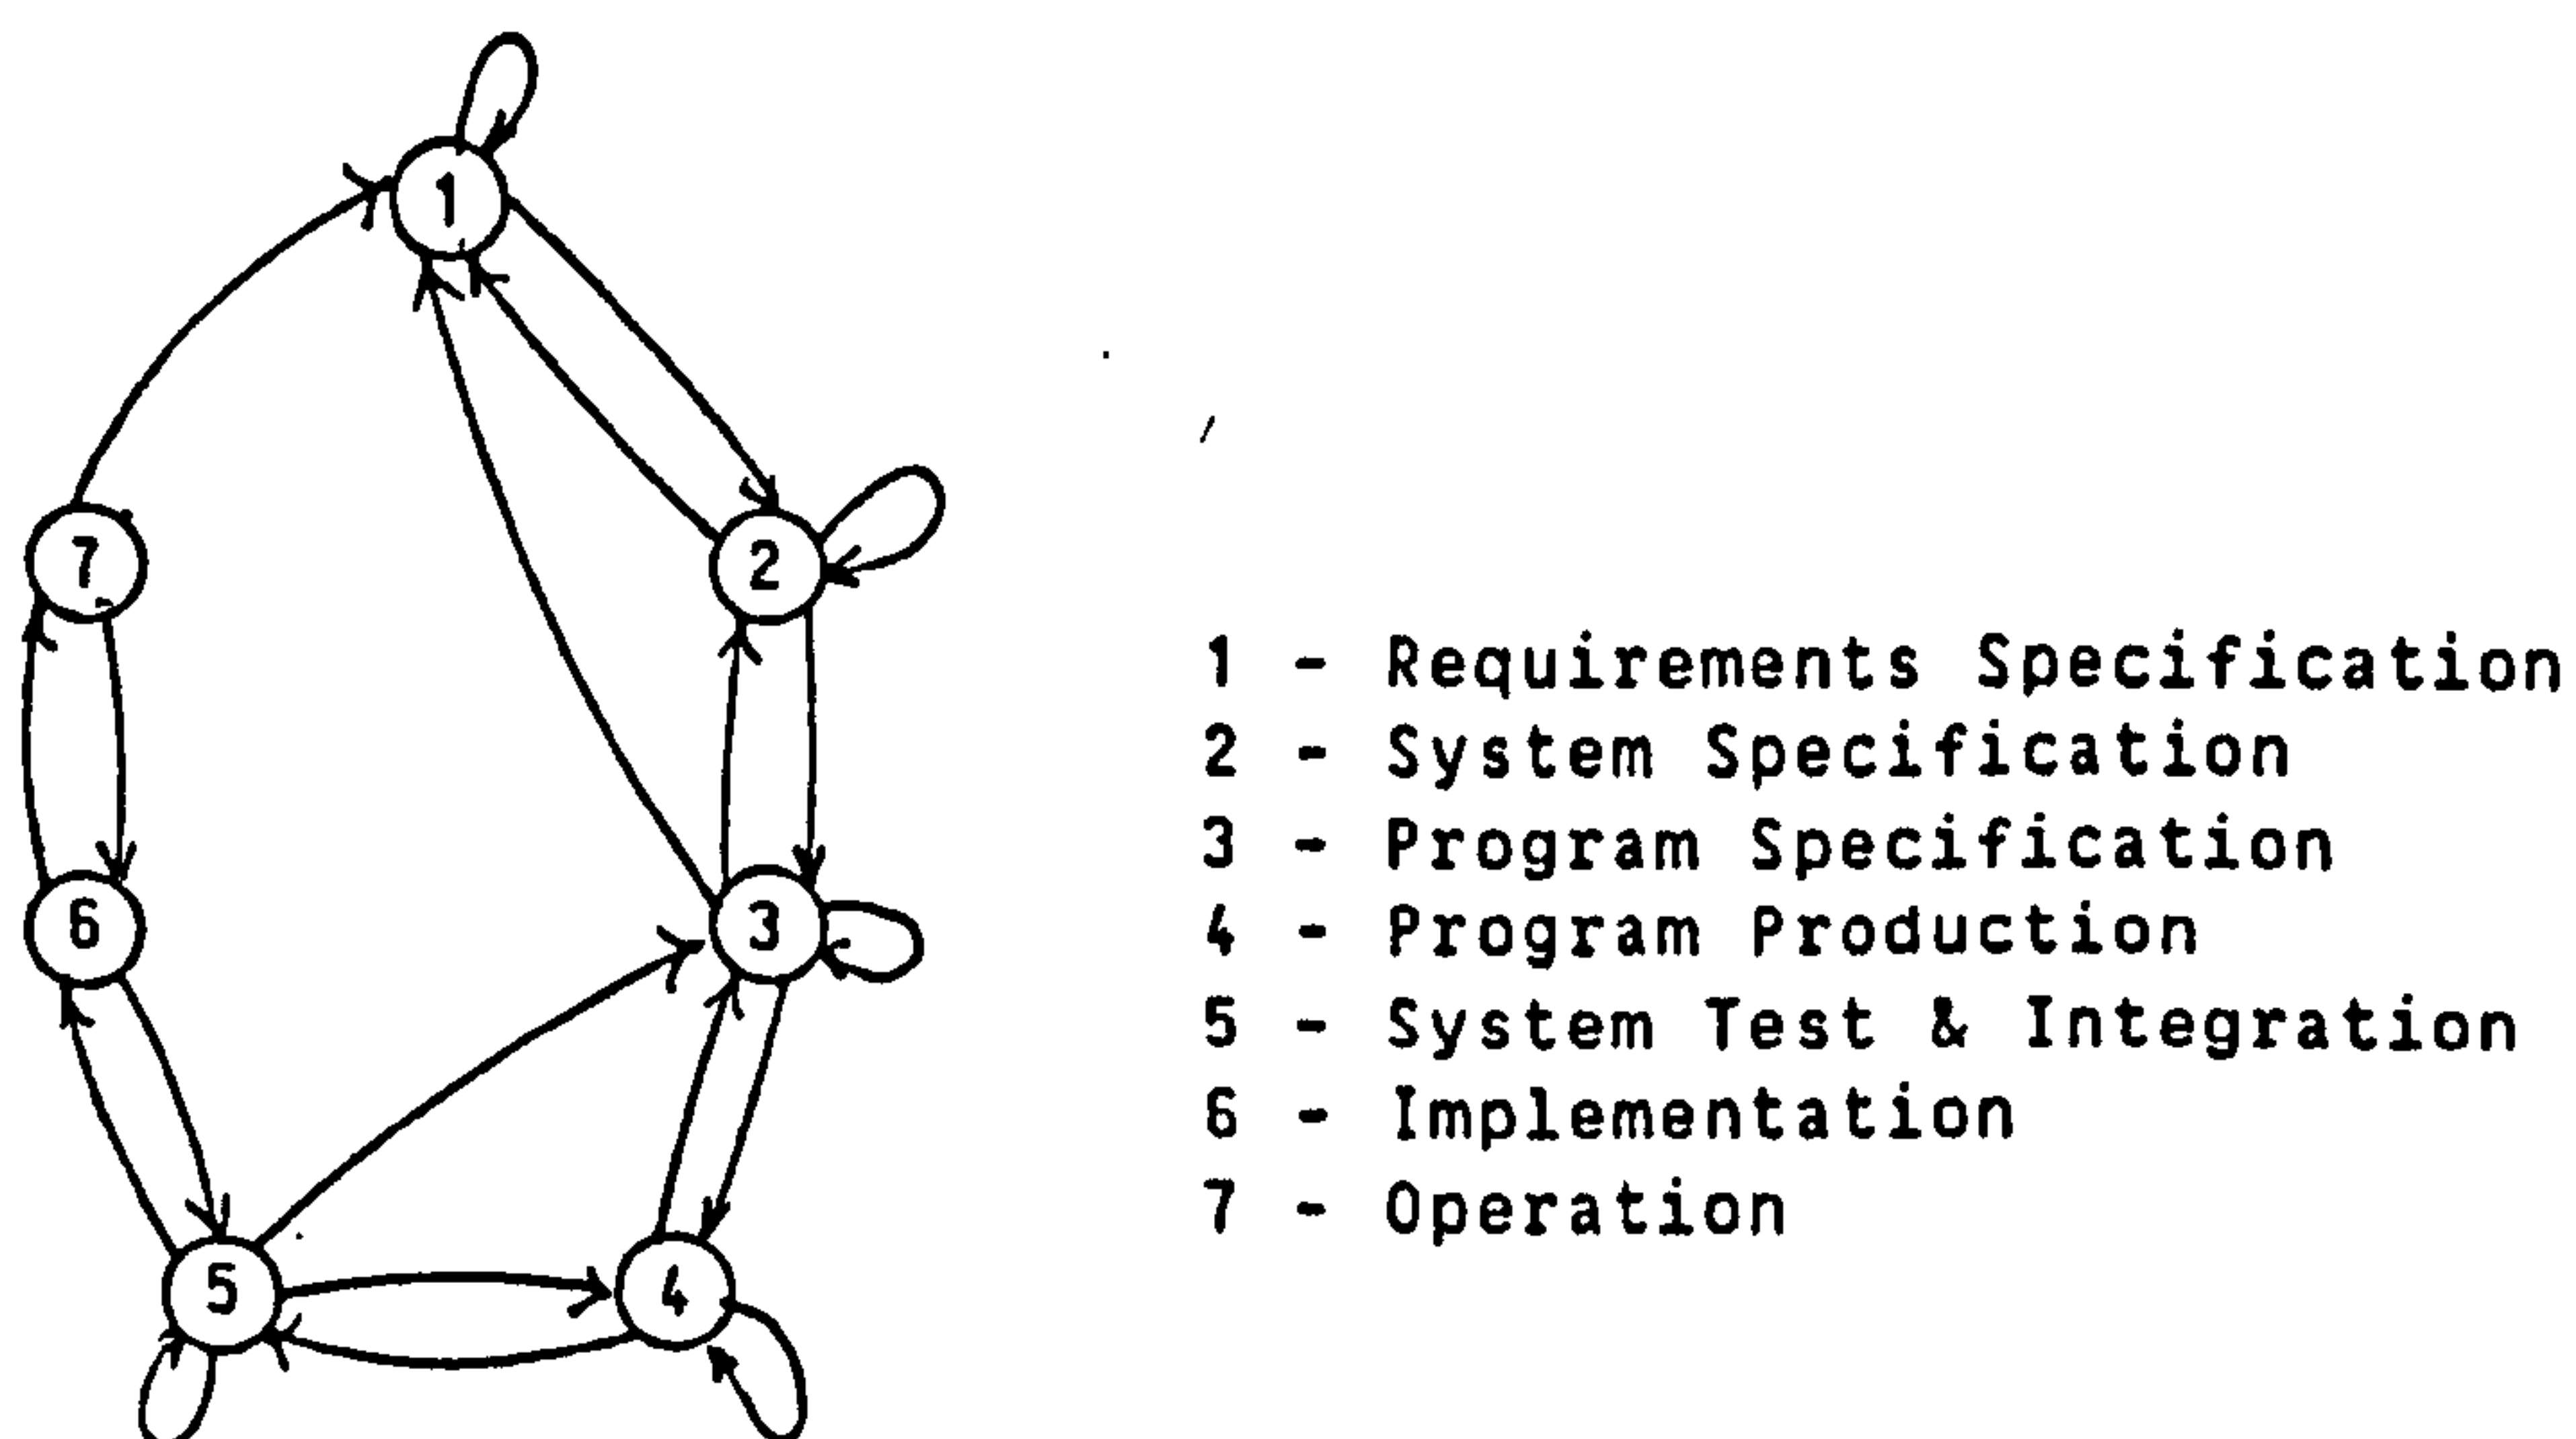 1
2
7
3
6
5
4
1 - Requirements Specification
2 - System Specification
3 - Program Specification
4 - Program Production
5 - System Test & Integration
6 - Implementation
7 - Operation